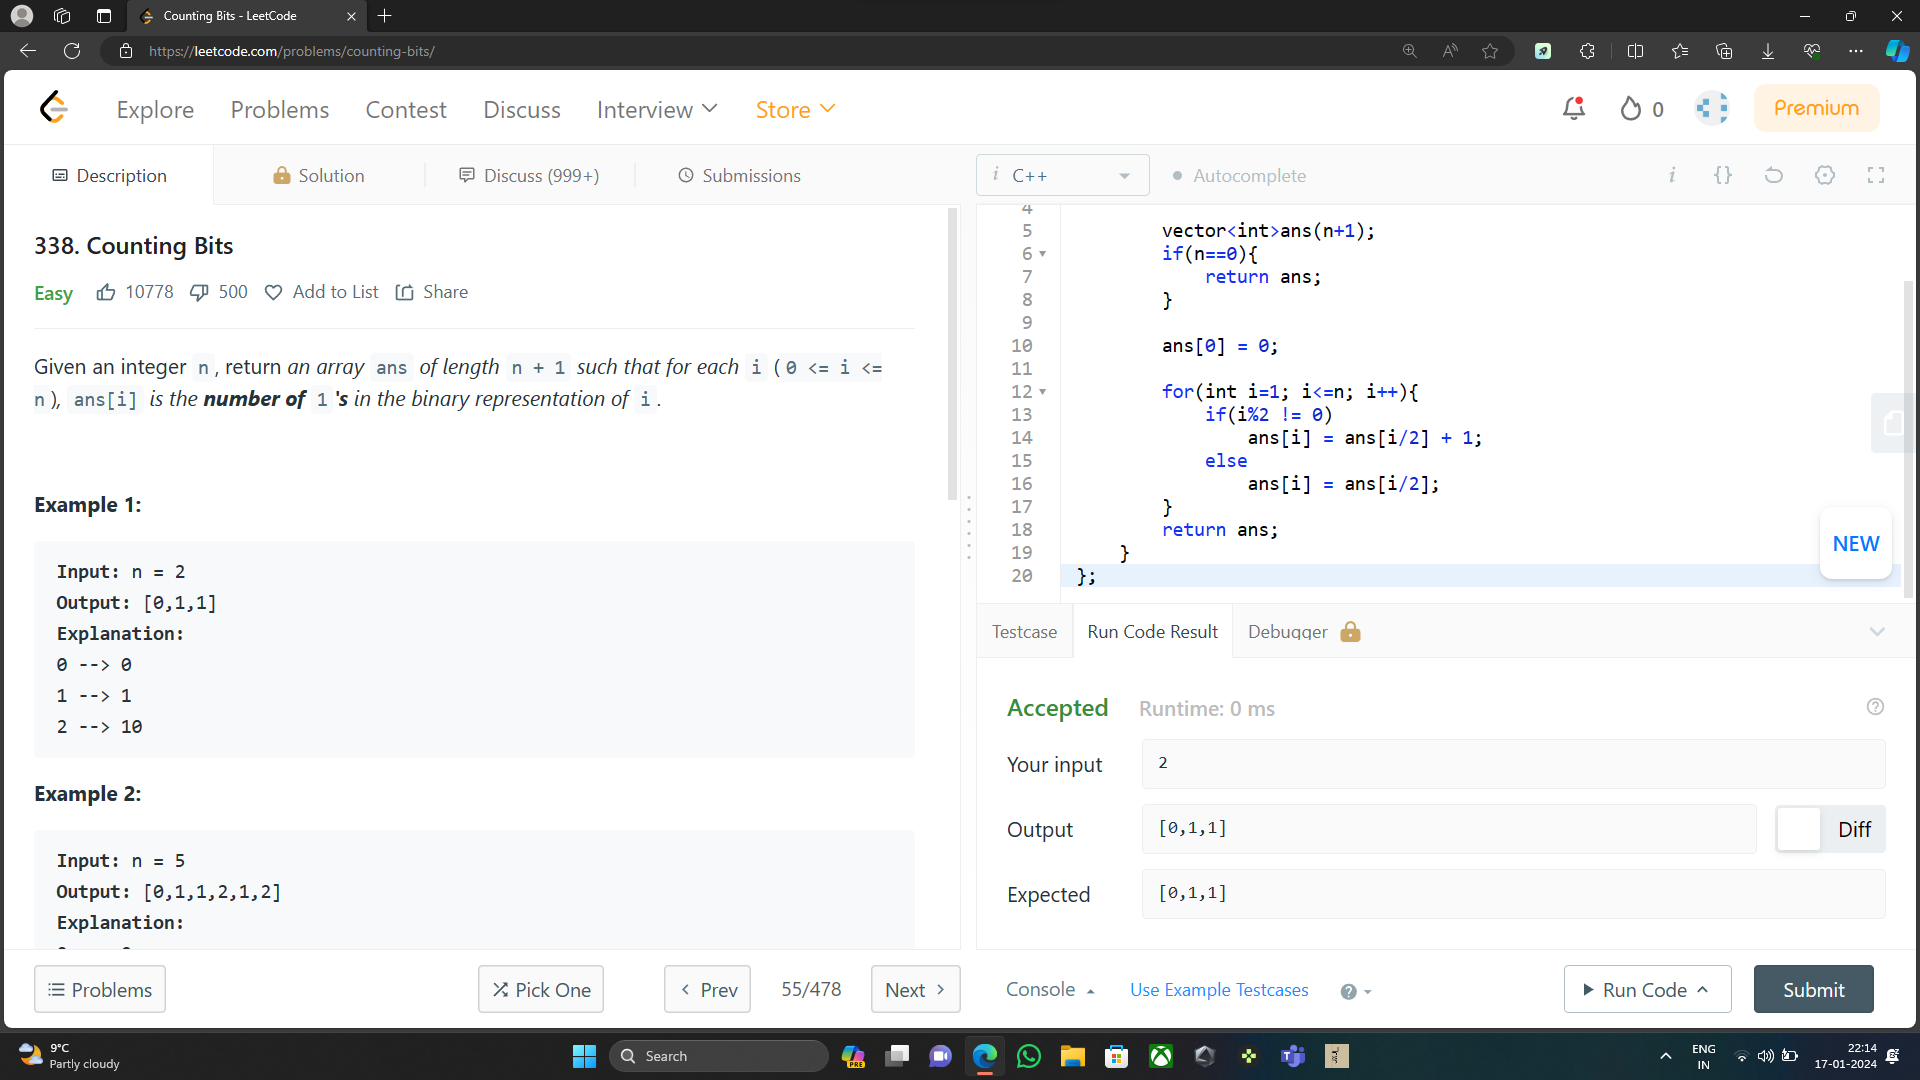 Counting Bits - LeetCode
https://leetcode.com/problems/counting-bits/
Explore Problems Contest Discuss Interview Store 0 Premium
Description Solution Discuss (999+) Submissions
338. Counting Bits
Easy 10778 500 Add to List Share
Given an integer n, return an array ans of length n + 1 such that for each i (0 <= i <=
n), ans[i] is the number of 1's in the binary representation of i.
Example 1:
Input: n = 2
Output: [0,1,1]
Explanation:
0 --> 0
1 --> 1
2 --> 10
Example 2:
Input: n = 5
Output: [0,1,1,2,1,2]
Explanation:
Problems Pick One Prev 55/478 Next
i C++ Autocomplete i {}
4
5 vector<int>ans(n+1);
6 if(n==0){
7 return ans;
8 }
9
10 ans[0] = 0;
11
12 for(int i=1; i<=n; i++){
13 if(i%2 != 0)
14 ans[i] = ans[i/2] + 1;
15 else
16 ans[i] = ans[i/2];
17 }
18 return ans;
19 }
20 };
NEW
Testcase Run Code Result Debugger
Accepted Runtime: 0 ms
Your input 2
Output [0,1,1] Diff
Expected [0,1,1]
Console Use Example Testcases Run Code Submit
9°C
Partly cloudy
Search
PRE
ENG
IN
22:14
17-01-2024